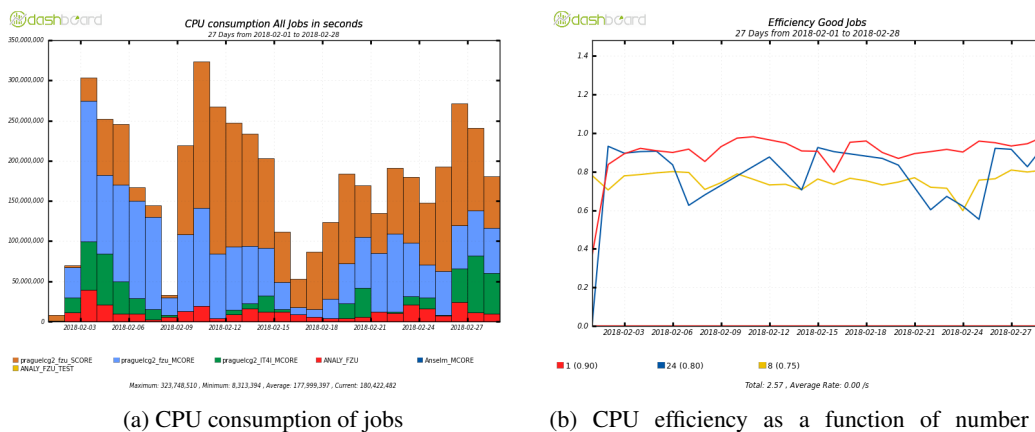 dashboard
CPU consumption All Jobs in seconds
27 Days from 2018-02-01 to 2018-02-28
350,000,000
300,000,000
250,000,000
200,000,000
150,000,000
100,000,000
50,000,000
0
2018-02-03 2018-02-06 2018-02-09 2018-02-12 2018-02-15 2018-02-18 2018-02-21 2018-02-24 2018-02-27
praguelcg2_fzu_SCORE praguelcg2_fzu_MCORE praguelcg2_IT4I_MCORE ANALY_FZU Anselm_MCORE
ANALY_FZU_TEST
Maximum: 323,748,510 , Minimum: 8,313,394 , Average: 177,999,397 , Current: 180,422,482
(a) CPU consumption of jobs
dashboard
Efficiency Good Jobs
27 Days from 2018-02-01 to 2018-02-28
1.4
1.2
1.0
0.8
0.6
0.4
0.2
0.0
2018-02-03 2018-02-06 2018-02-09 2018-02-12 2018-02-15 2018-02-18 2018-02-21 2018-02-24 2018-02-27
1 (0.90) 24 (0.80) 8 (0.75)
Total: 2.57 , Average Rate: 0.00 /s
(b) CPU efficiency as a function of number